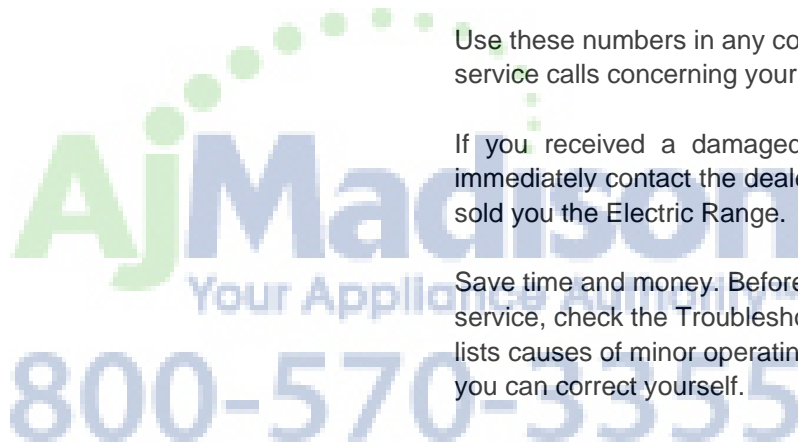 Use these numbers in any co
service calls concerning your
If you received a damaged
immediately contact the deale
sold you the Electric Range.
Save time and money. Before
service, check the Troublesho
lists causes of minor operatin
you can correct yourself.
AjMadison
Your Appliance Authority℠
800-570-3355